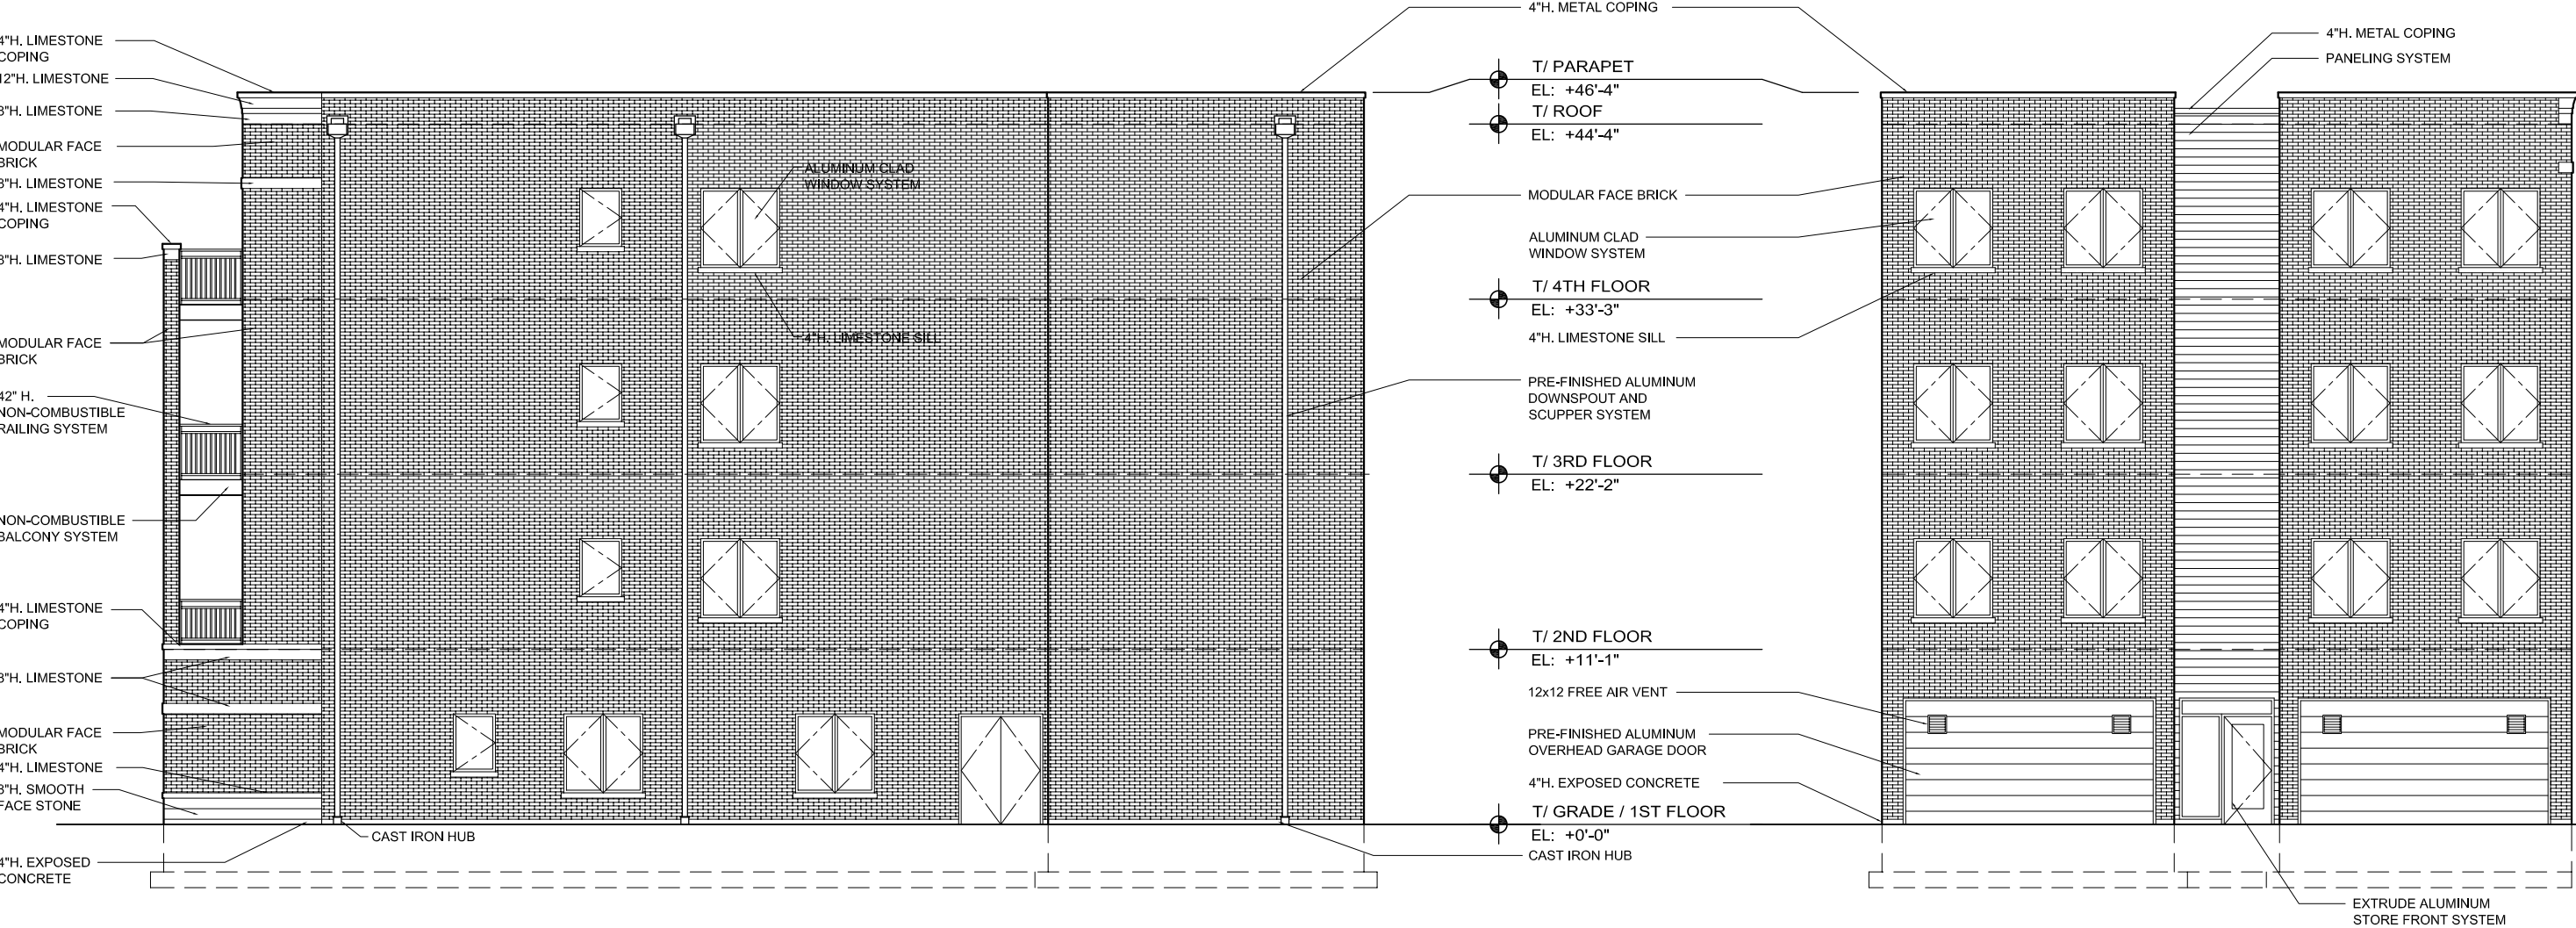 4"H. LIMESTONE
COPING
12"H. LIMESTONE
8"H. LIMESTONE
MODULAR FACE
BRICK
8"H. LIMESTONE
4"H. LIMESTONE
COPING
8"H. LIMESTONE
MODULAR FACE
BRICK
42" H.
NON-COMBUSTIBLE
RAILING SYSTEM
NON-COMBUSTIBLE
BALCONY SYSTEM
4"H. LIMESTONE
COPING
8"H. LIMESTONE
MODULAR FACE
BRICK
4"H. LIMESTONE
8"H. SMOOTH
FACE STONE
4"H. EXPOSED
CONCRETE
CAST IRON HUB
ALUMINUM CLAD
WINDOW SYSTEM
4"H. LIMESTONE SILL
4"H. METAL COPING
T/ PARAPET
EL: +46'-4"
T/ ROOF
EL: +44'-4"
MODULAR FACE BRICK
ALUMINUM CLAD
WINDOW SYSTEM
T/ 4TH FLOOR
EL: +33'-3"
4"H. LIMESTONE SILL
PRE-FINISHED ALUMINUM
DOWNSPOUT AND
SCUPPER SYSTEM
T/ 3RD FLOOR
EL: +22'-2"
T/ 2ND FLOOR
EL: +11'-1"
12x12 FREE AIR VENT
PRE-FINISHED ALUMINUM
OVERHEAD GARAGE DOOR
4"H. EXPOSED CONCRETE
T/ GRADE / 1ST FLOOR
EL: +0'-0"
CAST IRON HUB
4"H. METAL COPING
PANELING SYSTEM
EXTRUDE ALUMINUM
STORE FRONT SYSTEM